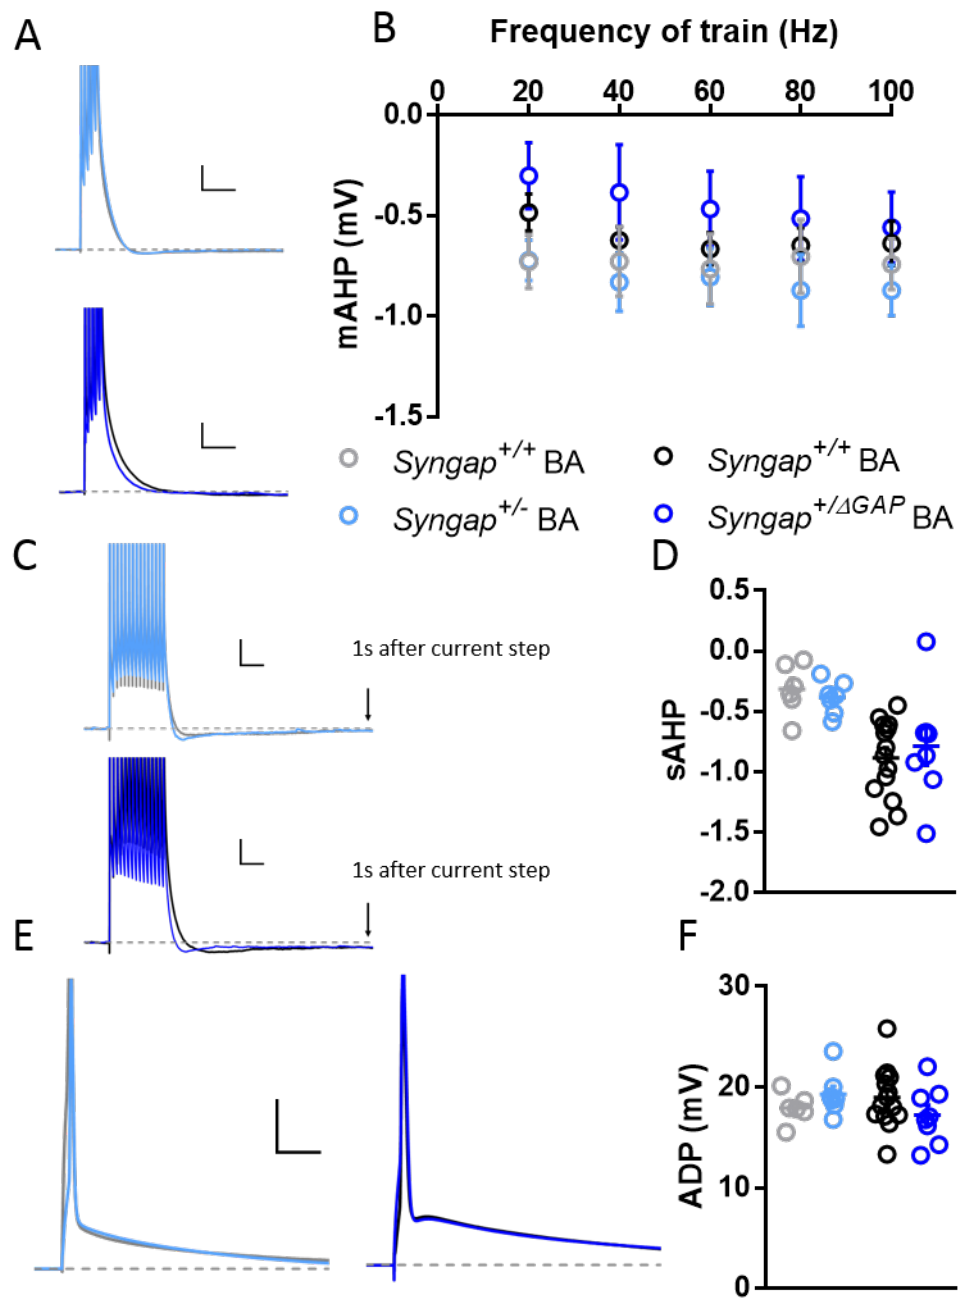 A
B
Frequency of train (Hz)
0 20 40 60 80 100
0.0
-0.5
-1.0
-1.5
mAHP (mV)
Syngap+/+ BA
Syngap+/+ BA
Syngap+/- BA
Syngap+/ΔGAP BA
C
1s after current step
1s after current step
D
0.5
0.0
-0.5
-1.0
-1.5
-2.0
sAHP
E
F
30
20
10
0
ADP (mV)